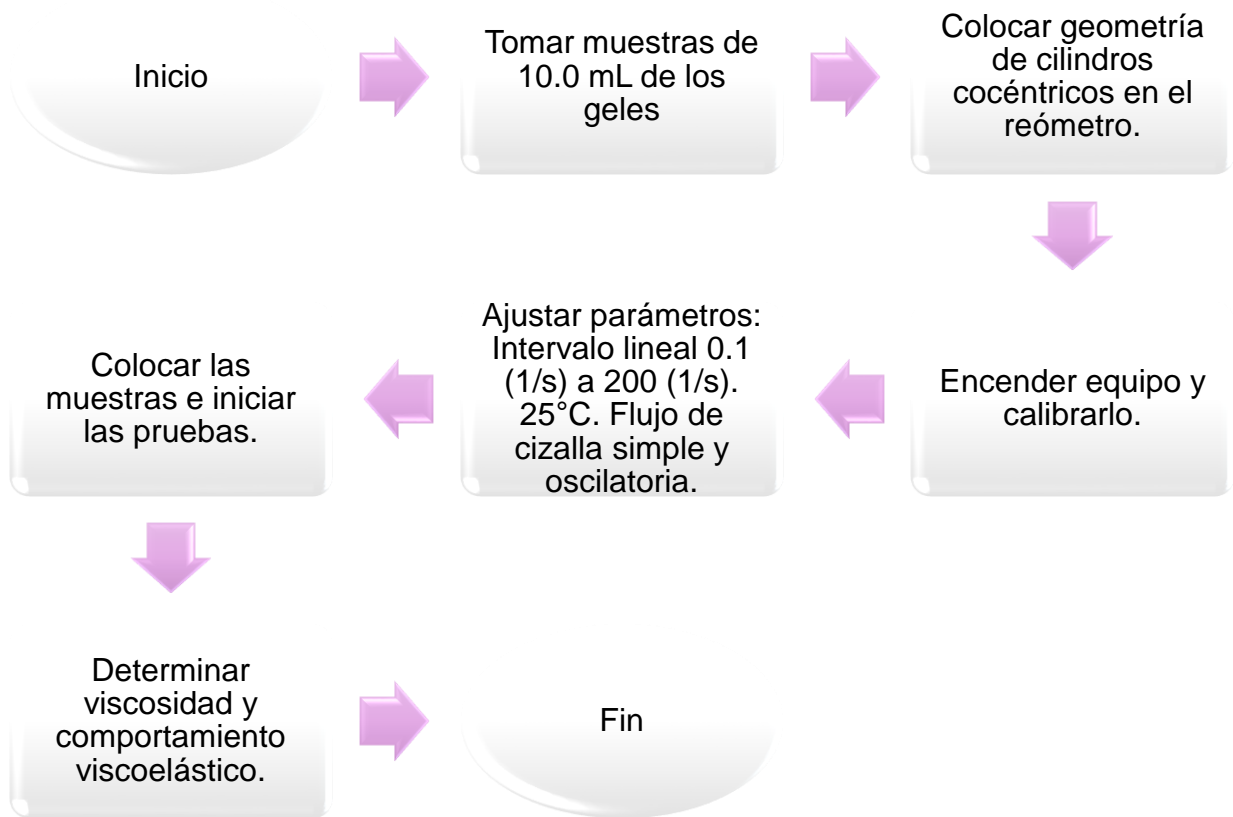 Inicio
Tomar muestras de
10.0 mL de los
geles
Colocar geometría
de cilindros
cocéntricos en el
reómetro.
Encender equipo y
calibrarlo.
Ajustar parámetros:
Intervalo lineal 0.1
(1/s) a 200 (1/s).
25°C. Flujo de
cizalla simple y
oscilatoria.
Colocar las
muestras e iniciar
las pruebas.
Determinar
viscosidad y
comportamiento
viscoelástico.
Fin